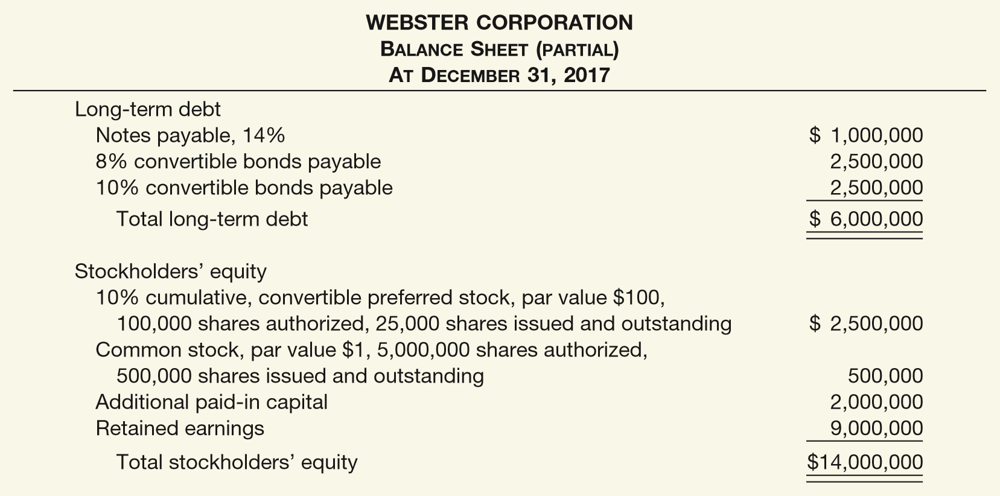 WEBSTER CORPORATION
BALANCE SHEET (PARTIAL)
AT DECEMBER 31, 2017
Long-term debt
Notes payable, 14% $ 1,000,000
8% convertible bonds payable 2,500,000
10% convertible bonds payable 2,500,000
Total long-term debt $ 6,000,000
Stockholders’ equity
10% cumulative, convertible preferred stock, par value $100,
100,000 shares authorized, 25,000 shares issued and outstanding $ 2,500,000
Common stock, par value $1, 5,000,000 shares authorized,
500,000 shares issued and outstanding 500,000
Additional paid-in capital 2,000,000
Retained earnings 9,000,000
Total stockholders’ equity $14,000,000